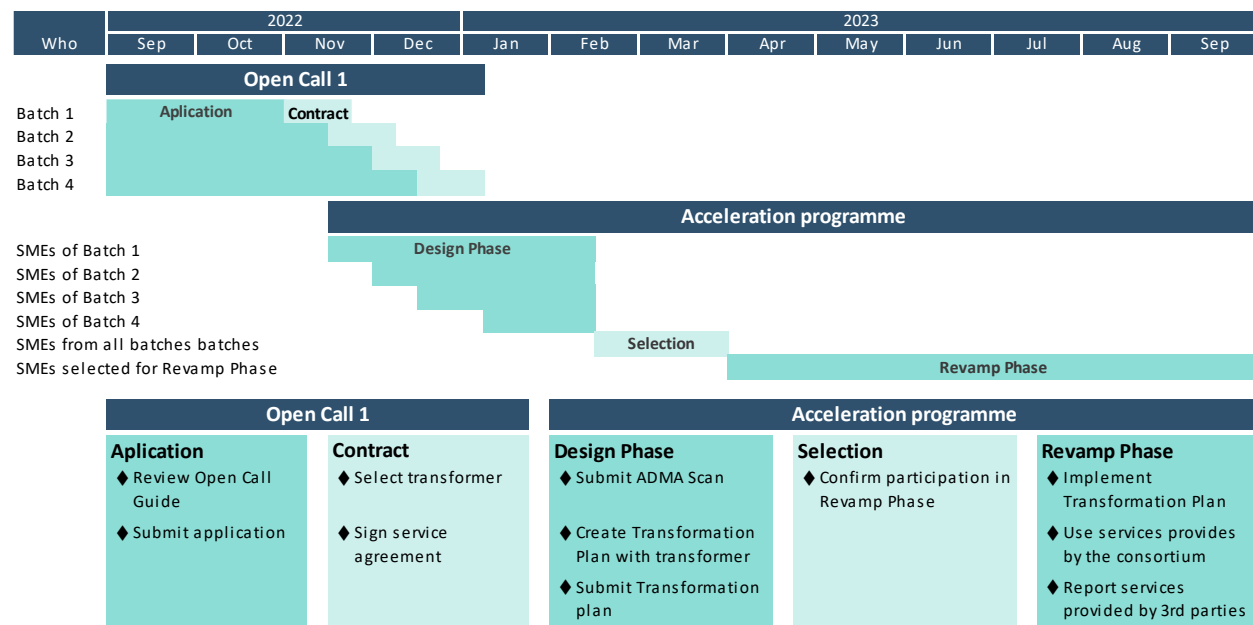 2022 2023
Who Sep Oct Nov Dec Jan Feb Mar Apr May Jun Jul Aug Sep
Open Call 1
Batch 1 Aplication Contract
Batch 2
Batch 3
Batch 4
Acceleration programme
SMEs of Batch 1 Design Phase
SMEs of Batch 2
SMEs of Batch 3
SMEs of Batch 4
SMEs from all batches batches Selection
SMEs selected for Revamp Phase Revamp Phase
Open Call 1
Aplication
♦ Review Open Call
Guide
♦ Submit application
Contract
♦ Select transformer
♦ Sign service
agreement
Acceleration programme
Design Phase
♦ Submit ADMA Scan
♦ Create Transformation
Plan with transformer
♦ Submit Transformation
plan
Selection
♦ Confirm participation in
Revamp Phase
Revamp Phase
♦ Implement
Transformation Plan
♦ Use services provides
by the consortium
♦ Report services
provided by 3rd parties